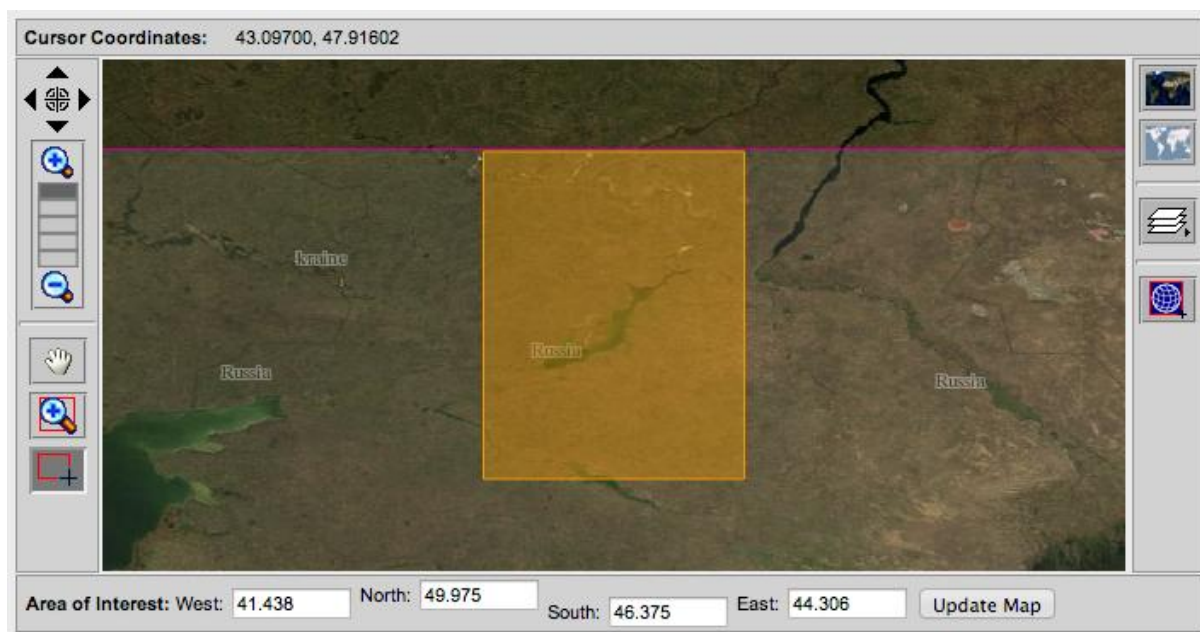 Cursor Coordinates: 43.09700, 47.91602
kraine
Russia
Russia
Russia
Area of Interest: West: 41.438 North: 49.975 South: 46.375 East: 44.306 Update Map